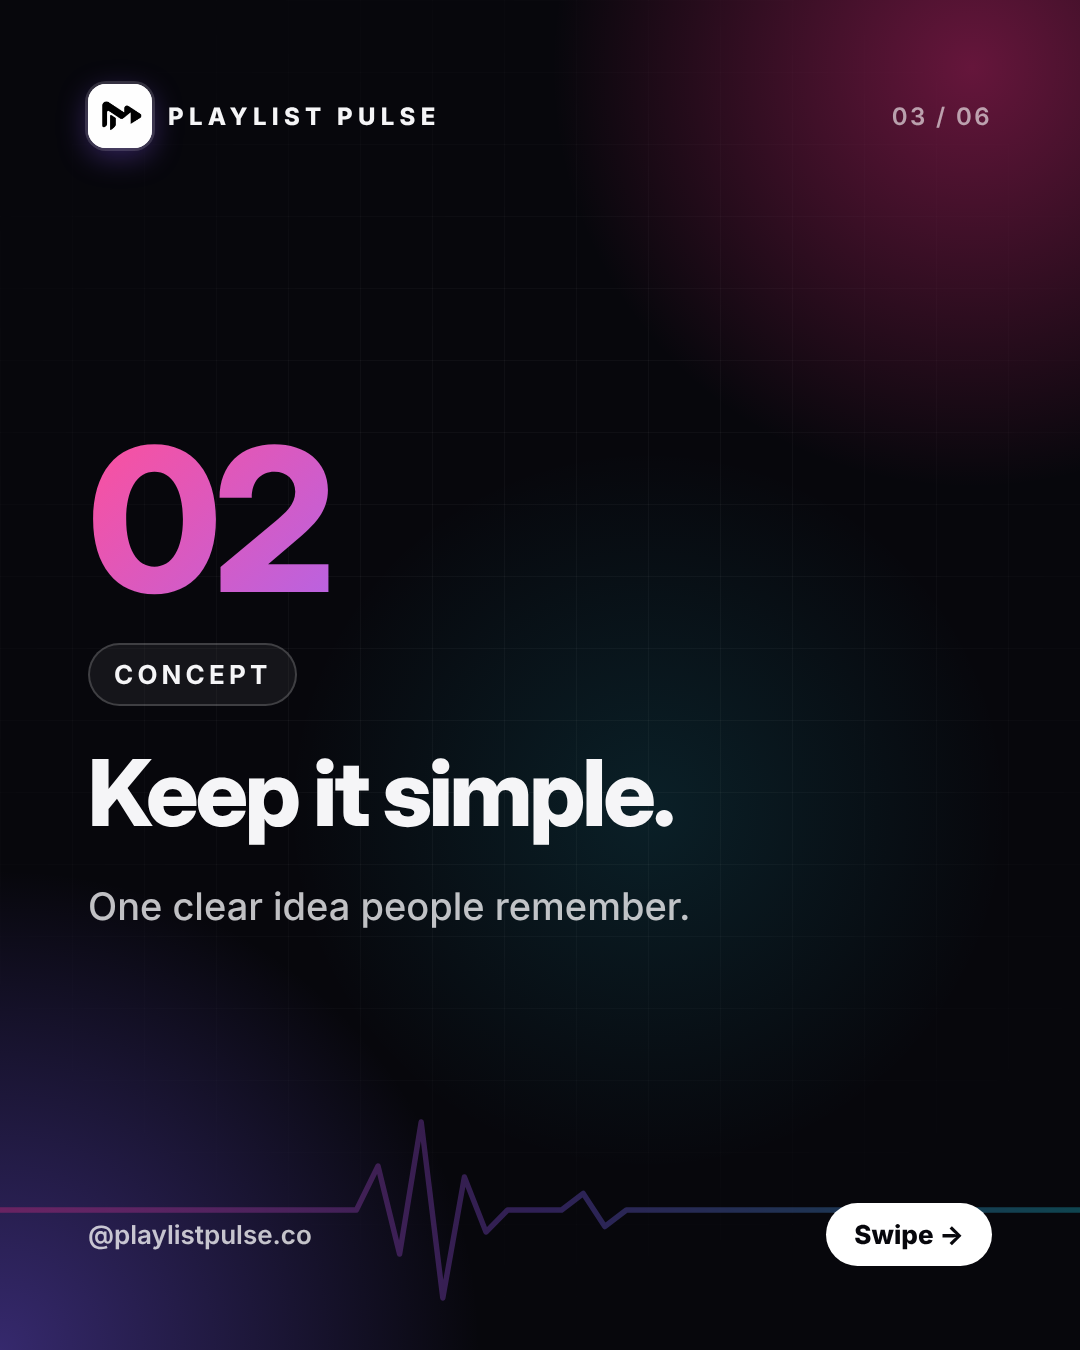 PLAYLIST PULSE
03 / 06
02
CONCEPT
Keep it simple.
One clear idea people remember.
@playlistpulse.co
Swipe →